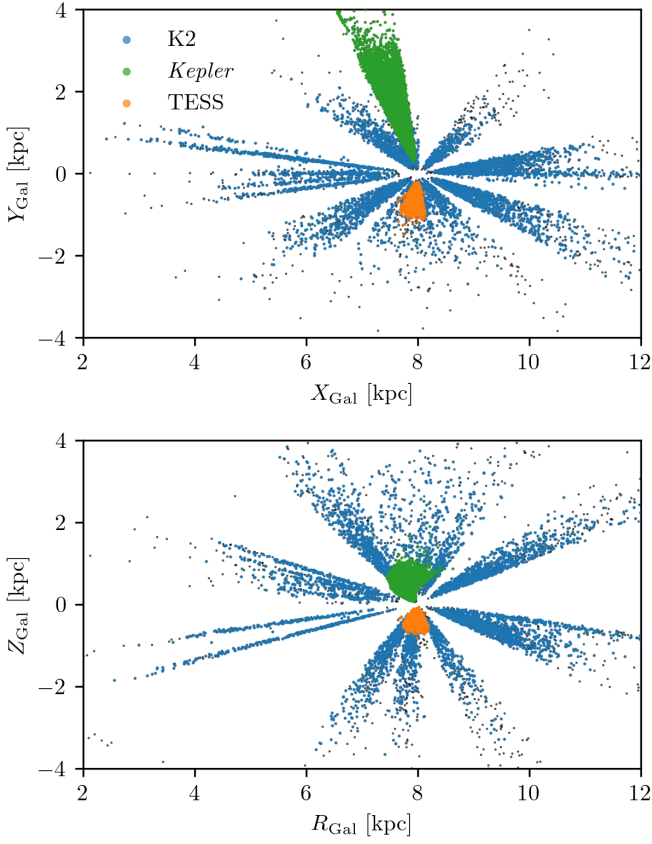 4
2
0
−2
−4
Y_Gal [kpc]
K2
Kepler
TESS
2 4 6 8 10 12
X_Gal [kpc]
4
2
0
−2
−4
Z_Gal [kpc]
2 4 6 8 10 12
R_Gal [kpc]